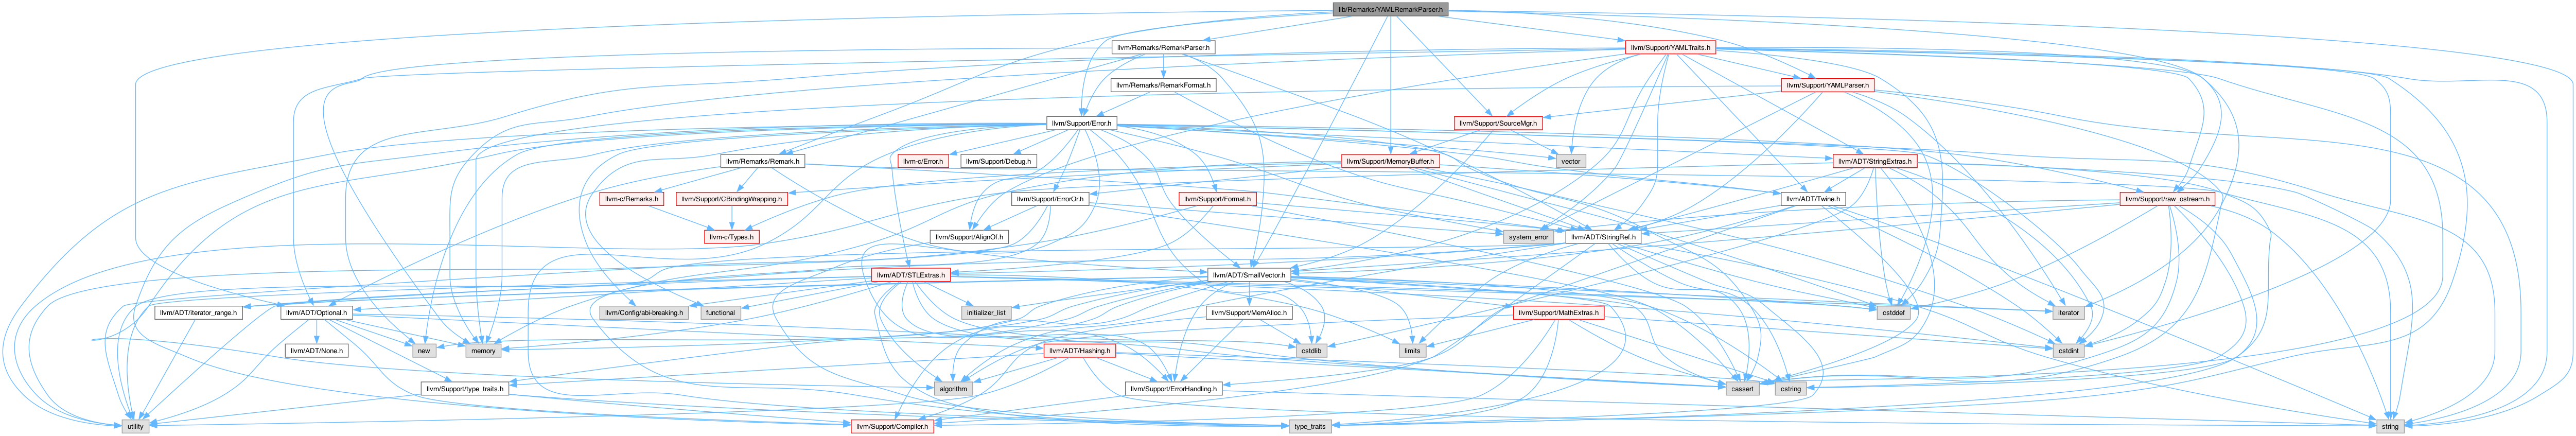 lib/Remarks/YAMLRemarkParser.h
llvm/Remarks/RemarkParser.h
llvm/Support/YAMLTraits.h
llvm/Remarks/RemarkFormat.h
llvm/Support/YAMLParser.h
llvm/Support/Error.h
llvm/Support/SourceMgr.h
llvm/Remarks/Remark.h
llvm-c/Error.h
llvm/Support/Debug.h
llvm/Support/MemoryBuffer.h
vector
llvm/ADT/StringExtras.h
llvm-c/Remarks.h
llvm/Support/CBindingWrapping.h
llvm/Support/ErrorOr.h
llvm/Support/Format.h
llvm/ADT/Twine.h
llvm/Support/raw_ostream.h
llvm-c/Types.h
llvm/Support/AlignOf.h
system_error
llvm/ADT/StringRef.h
llvm/ADT/STLExtras.h
llvm/ADT/SmallVector.h
llvm/ADT/iterator_range.h
llvm/ADT/Optional.h
llvm/Config/abi-breaking.h
functional
initializer_list
llvm/Support/MemAlloc.h
llvm/Support/MathExtras.h
cstddef
iterator
llvm/ADT/None.h
new
memory
llvm/ADT/Hashing.h
cstdlib
limits
cstdint
llvm/Support/type_traits.h
algorithm
llvm/Support/ErrorHandling.h
cassert
cstring
utility
llvm/Support/Compiler.h
type_traits
string